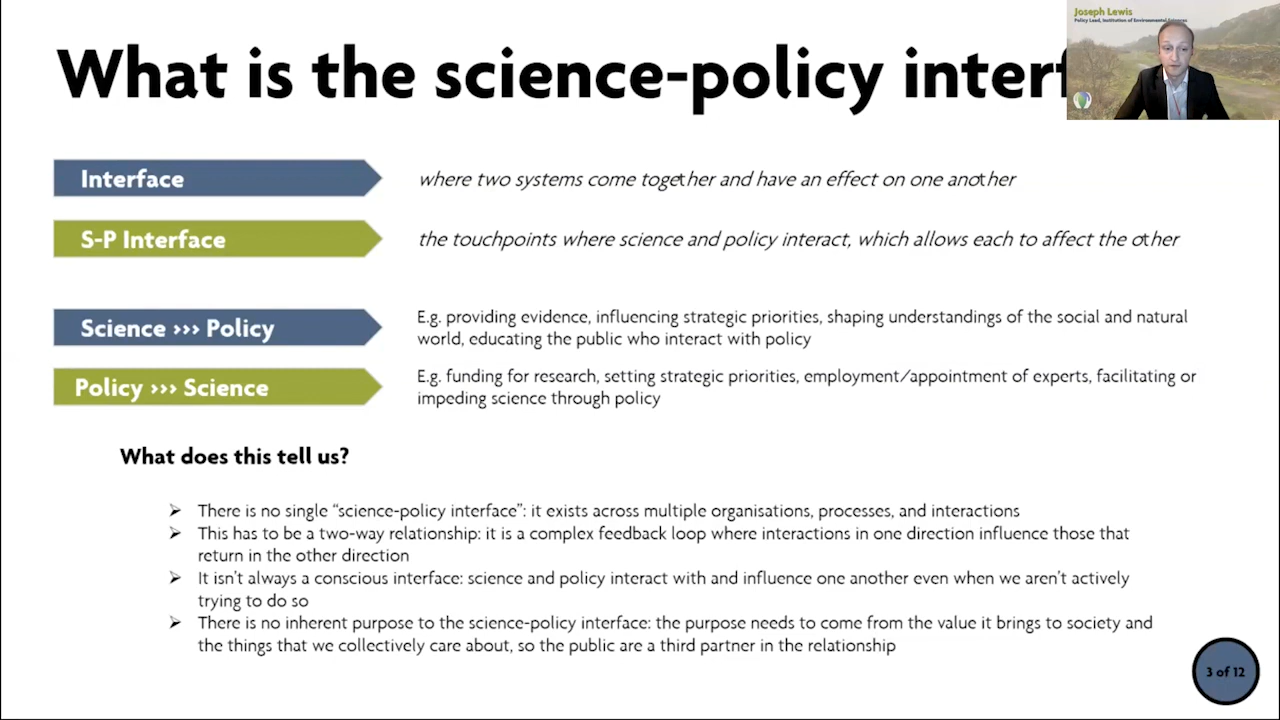 What is the science-policy interf
Joseph Lewis
Policy Lead, Institution of Environmental Sciences
Interface
where two systems come together and have an effect on one another
S-P Interface
the touchpoints where science and policy interact, which allows each to affect the other
Science ››› Policy
E.g. providing evidence, influencing strategic priorities, shaping understandings of the social and natural
world, educating the public who interact with policy
Policy ››› Science
E.g. funding for research, setting strategic priorities, employment/appointment of experts, facilitating or
impeding science through policy
What does this tell us?
➢ There is no single “science-policy interface”: it exists across multiple organisations, processes, and interactions
➢ This has to be a two-way relationship: it is a complex feedback loop where interactions in one direction influence those that
return in the other direction
➢ It isn’t always a conscious interface: science and policy interact with and influence one another even when we aren’t actively
trying to do so
➢ There is no inherent purpose to the science-policy interface: the purpose needs to come from the value it brings to society and
the things that we collectively care about, so the public are a third partner in the relationship
3 of 12